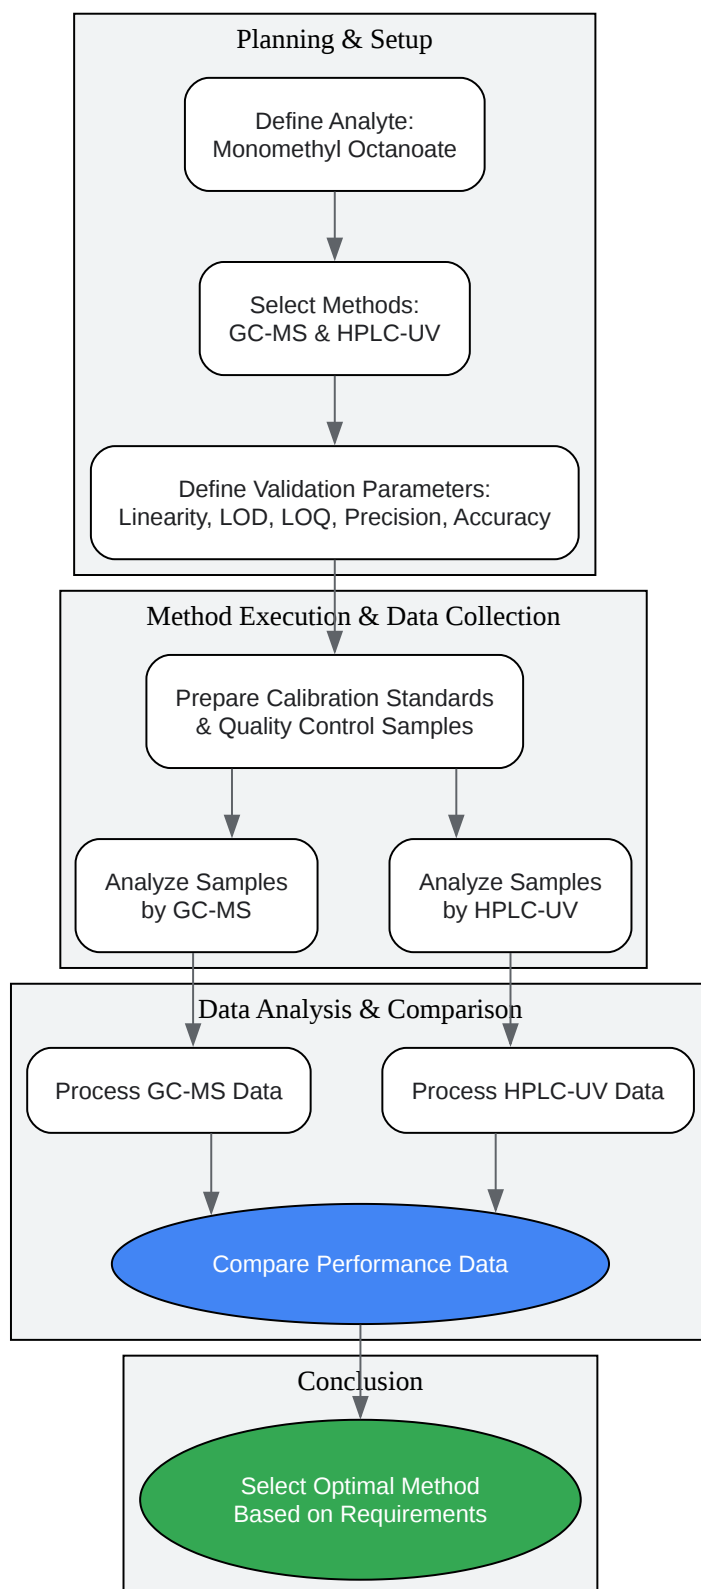 Planning & Setup
Define Analyte:
Monomethyl Octanoate
Select Methods:
GC-MS & HPLC-UV
Define Validation Parameters:
Linearity, LOD, LOQ, Precision, Accuracy
Method Execution & Data Collection
Prepare Calibration Standards
& Quality Control Samples
Analyze Samples
by GC-MS
Analyze Samples
by HPLC-UV
Data Analysis & Comparison
Process GC-MS Data
Process HPLC-UV Data
Compare Performance Data
Conclusion
Select Optimal Method
Based on Requirements